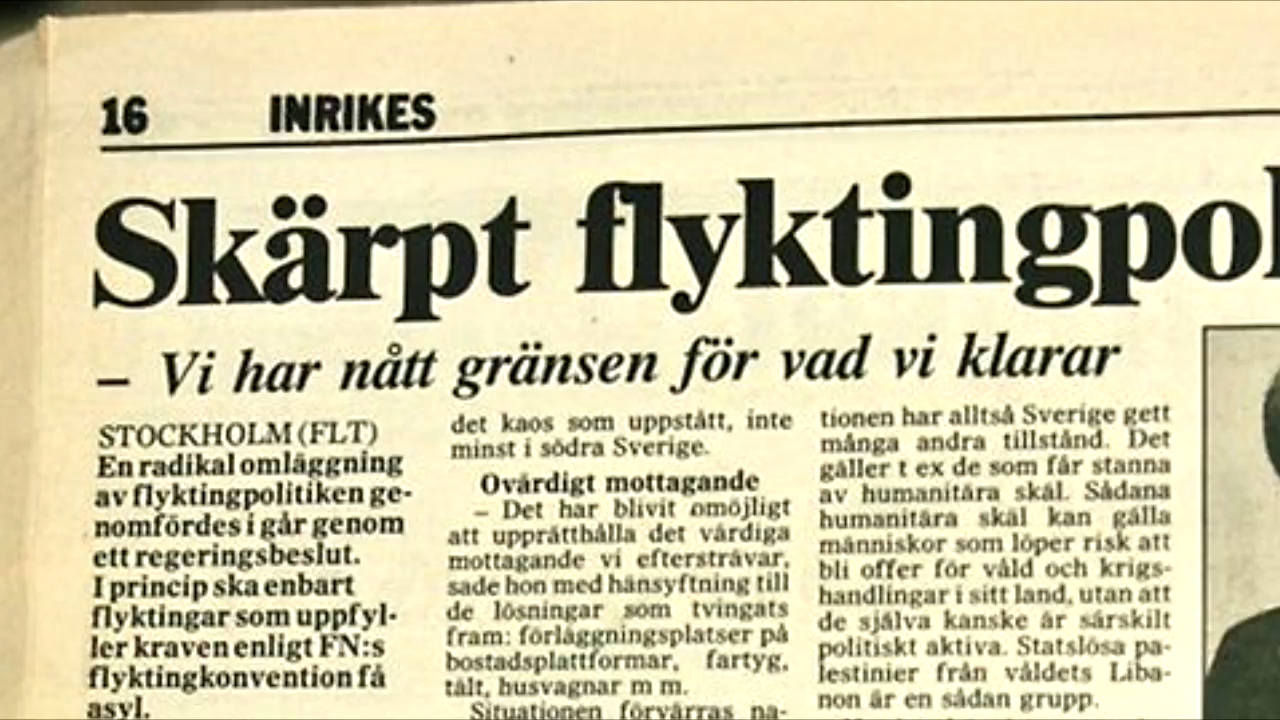 16 INRIKES
Skärpt flyktingpol
– Vi har nått gränsen för vad vi klarar
STOCKHOLM (FLT)
En radikal omläggning
av flyktingpolitiken ge-
nomfördes i går genom
ett regeringsbeslut.
I princip ska enbart
flyktingar som uppfyl-
ler kraven enligt FN:s
flyktingkonvention få
asyl.
det kaos som uppstått, inte
minst i södra Sverige.
Ovärdigt mottagande
– Det har blivit omöjligt
att upprätthålla det värdiga
mottagande vi eftersträvar,
sade hon med hänsyftning till
de lösningar som tvingats
fram: förläggningsplatser på
bostadsplattformar, fartyg,
tält, husvagnar m m.
Situationen förvärras na-
tionen har alltså Sverige gett
många andra tillstånd. Det
gäller t ex de som får stanna
av humanitära skäl. Sådana
humanitära skäl kan gälla
människor som löper risk att
bli offer för våld och krigs-
handlingar i sitt land, utan att
de själva kanske är särskilt
politiskt aktiva. Statslösa pa-
lestinier från våldets Liba-
non är en sådan grupp.